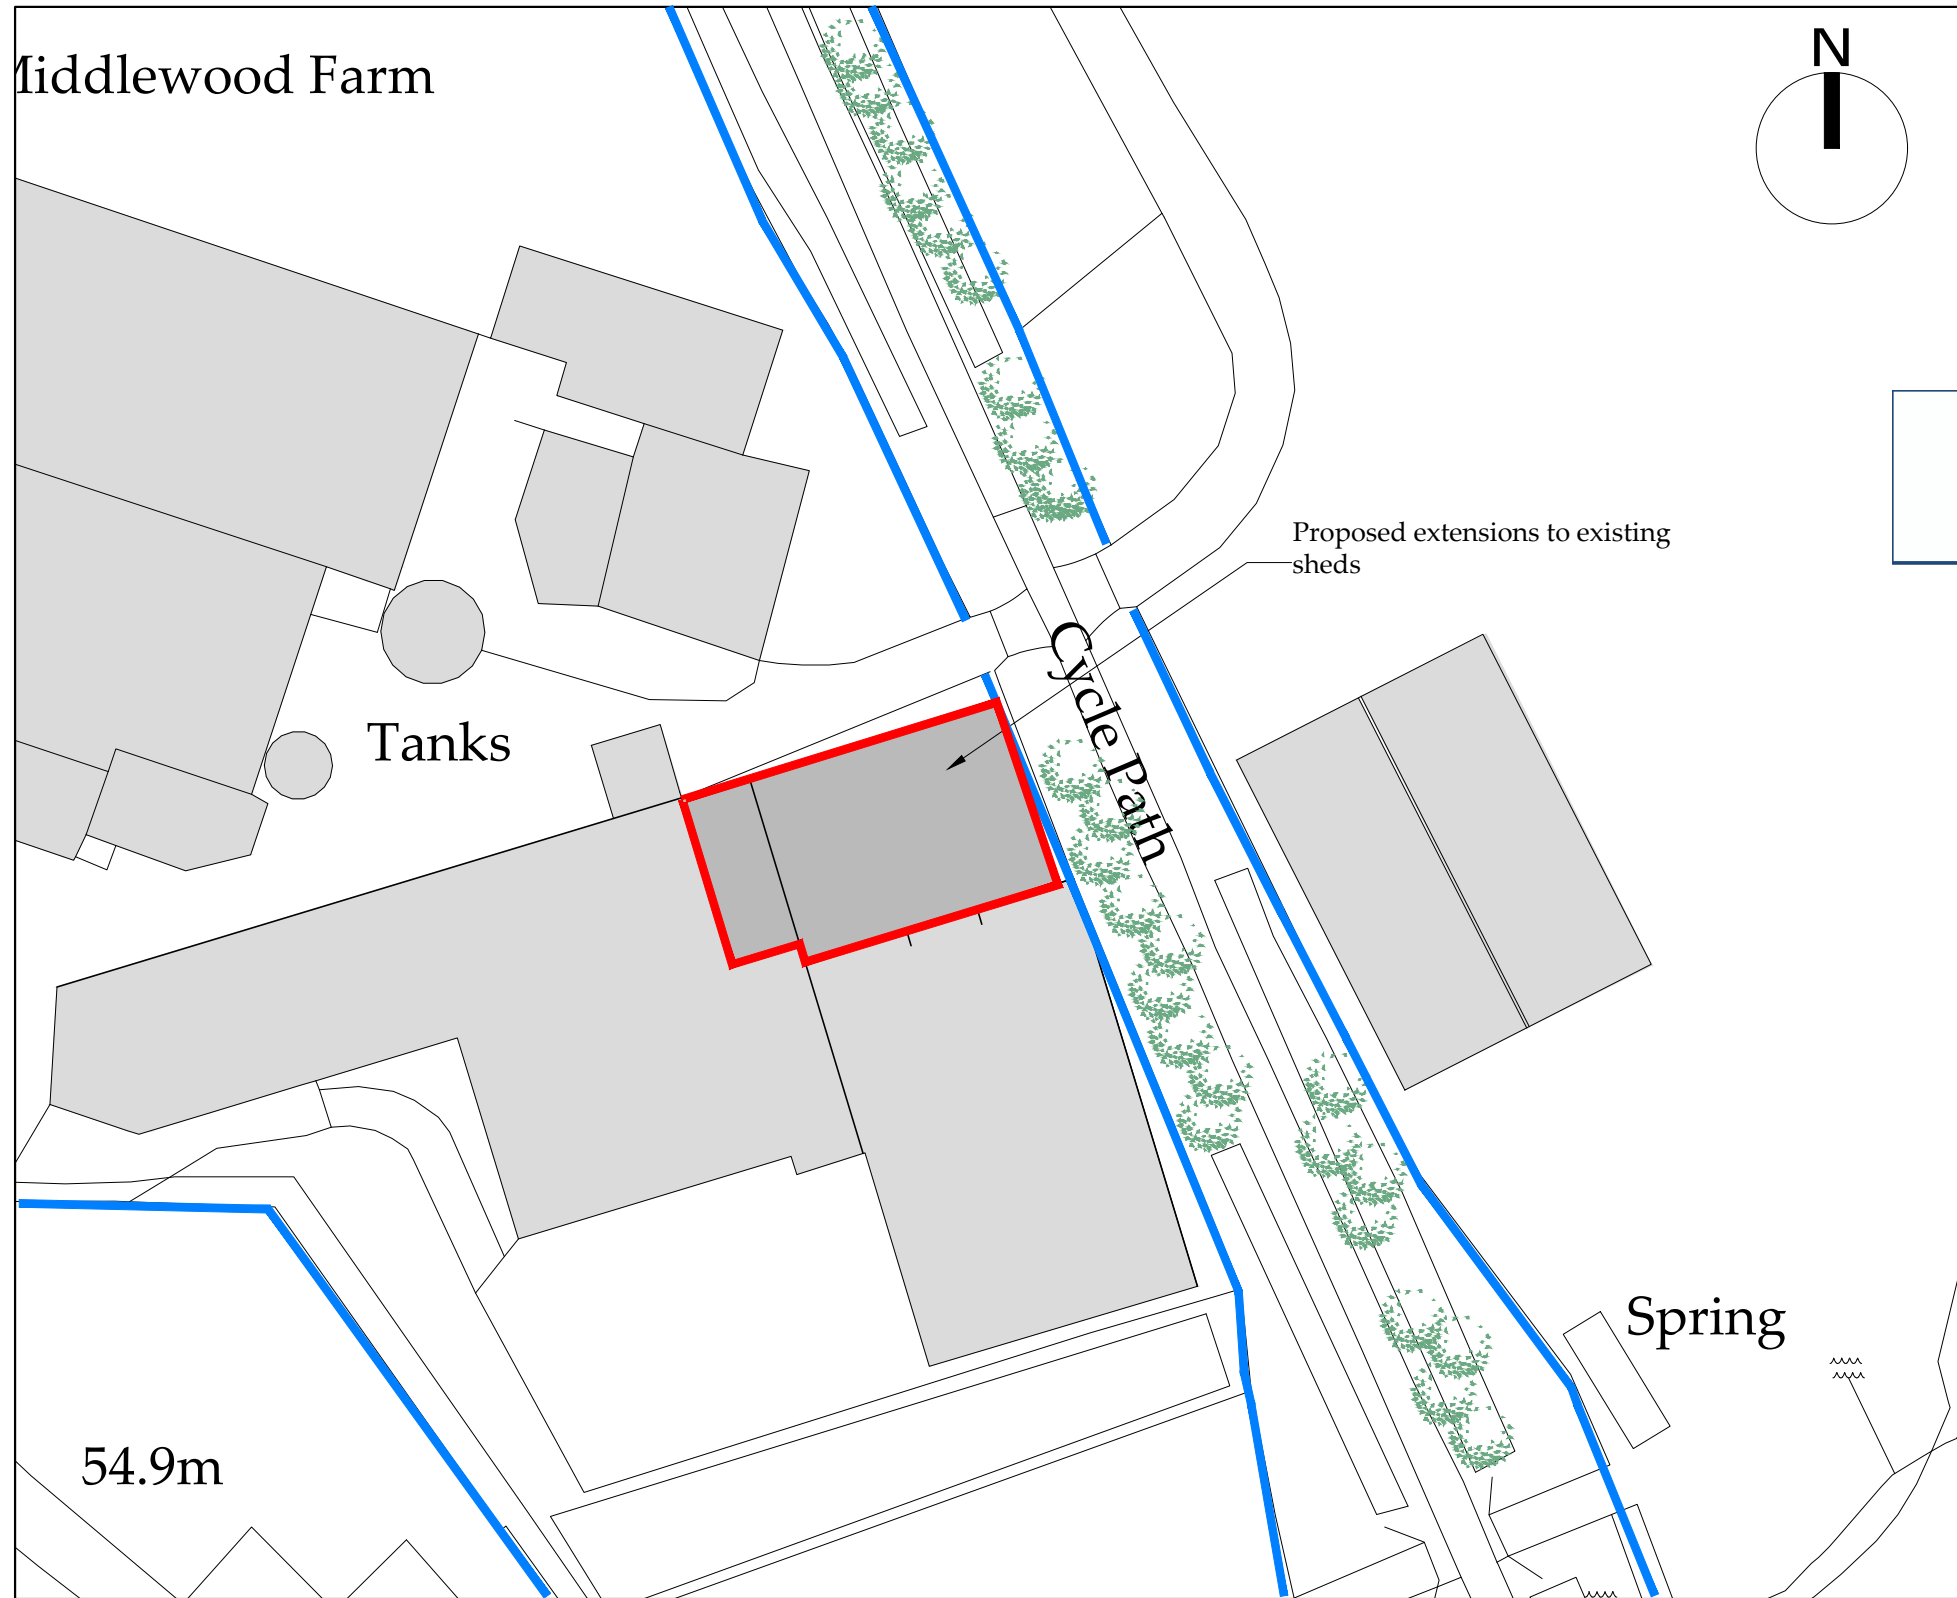 N
Middlewood Farm
Proposed extensions to existing
sheds
Cycle Path
Tanks
Spring
54.9m